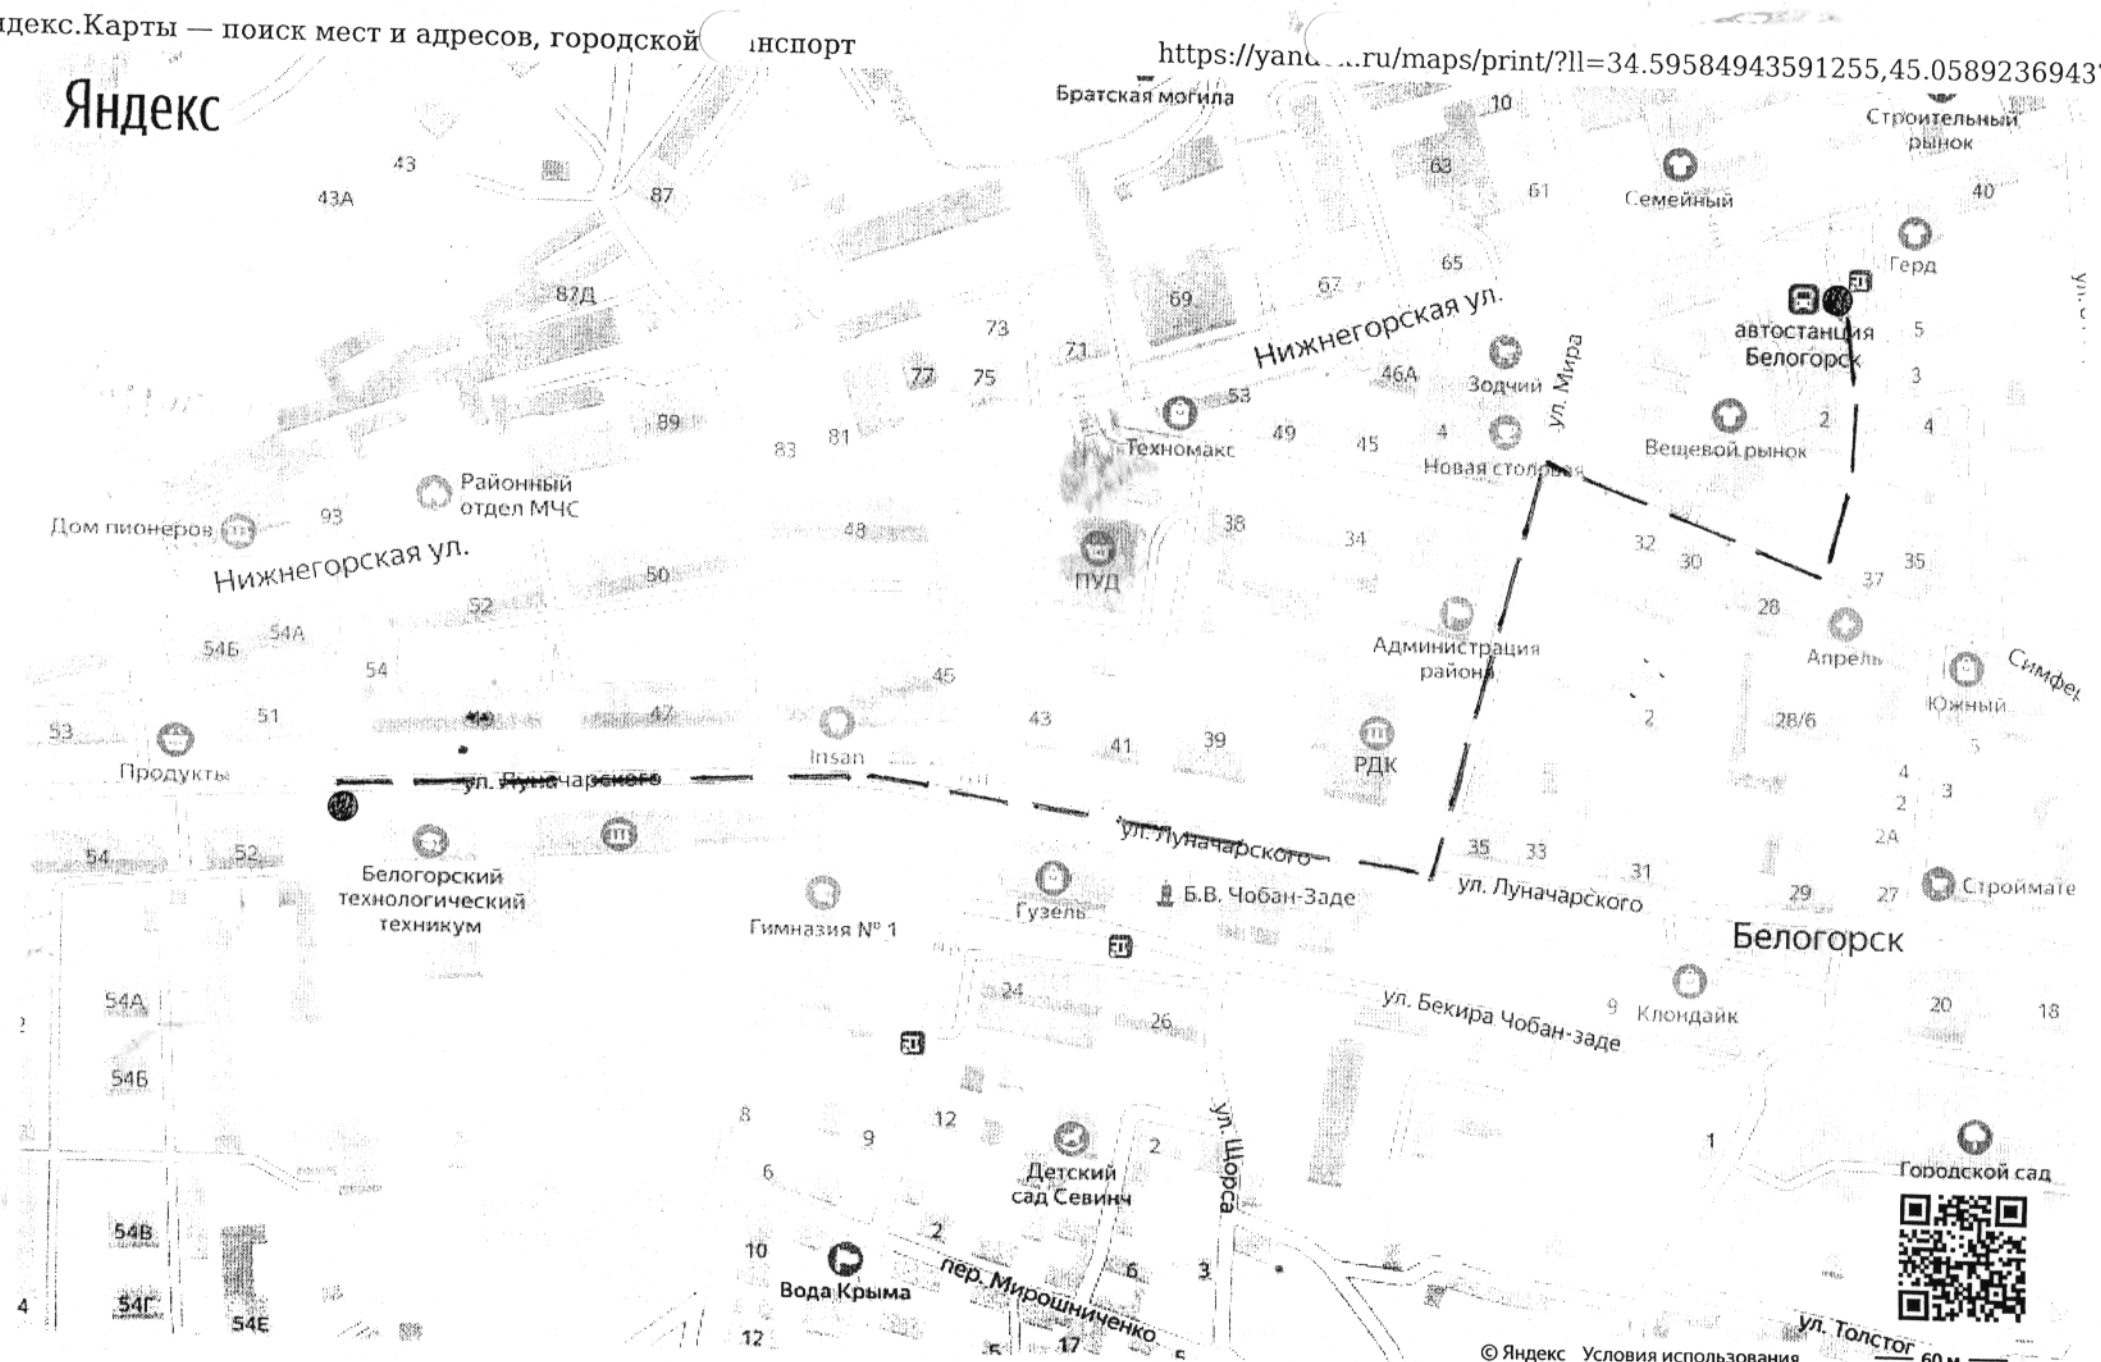 ндекс.Карты — поиск мест и адресов, городской
нспорт
https://yand
.ru/maps/print/?ll=34.59584943591255,45.0589236943
Яндекс
Братская могила
10
Строительный
рынок
43
43А
87
63
61
Семейный
40
Герд
65
67
69
87Д
Нижнегорская ул.
автостанция
Белогорск
5
3
73
71
77
75
46А
Зодчий
ул. Мира
53
Техномакс
49
45
4
Новая столовая
Вещевой рынок
2
4
89
83
81
Районный
отдел МЧС
Дом пионеров
93
48
38
34
32
30
35
37
28
ПУД
Нижнегорская ул.
50
52
54А
54Б
54
Администрация
района
Апрель
Южный
Симфер
45
51
53
47
43
41
39
2
28/6
5
Продукты
Insan
РДК
4
3
2
2А
ул. Луначарского
ул. Луначарского
35
33
31
ул. Луначарского
29
27
Строймате
54
52
Белогорский
технологический
техникум
Гимназия № 1
Гузель
Б.В. Чобан-Заде
Белогорск
54А
24
26
ул. Бекира Чобан-заде
9
Клондайк
20
18
2
54Б
8
9
12
6
Детский
сад Севинч
2
ул. Щорса
1
Городской сад
54В
10
2
Вода Крыма
6
3
пер. Мирошниченко
4
54Г
54Е
12
5
17
5
ул. Толстог
© Яндекс Условия использования
60 м